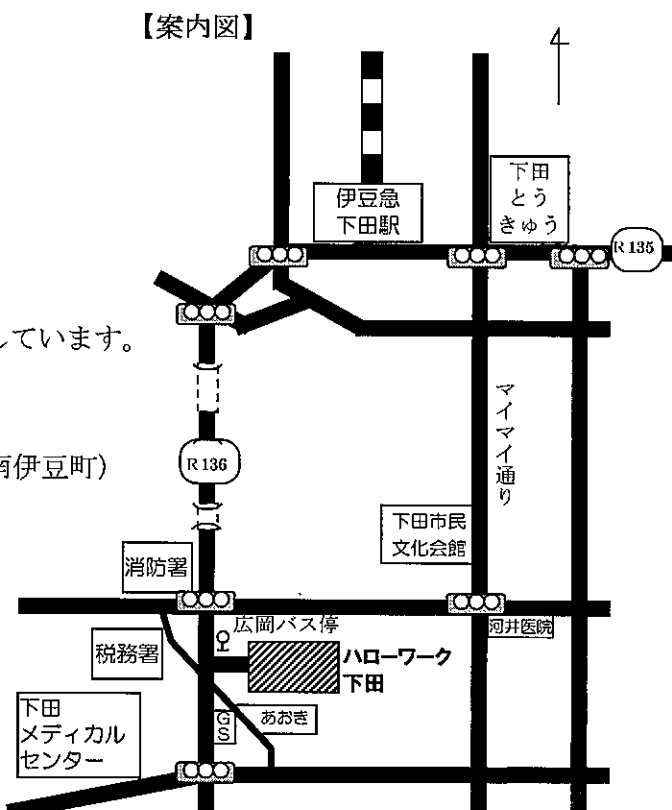 【案内図】
伊豆急
下田駅
下田
とう
きゅう
R 135
しています。
マイマイ通り
南伊豆町)
R 136
下田市民
文化会館
消防署
広岡バス停
河井医院
税務署
ハローワーク
下田
下田
メディカル
センター
GS
あおき